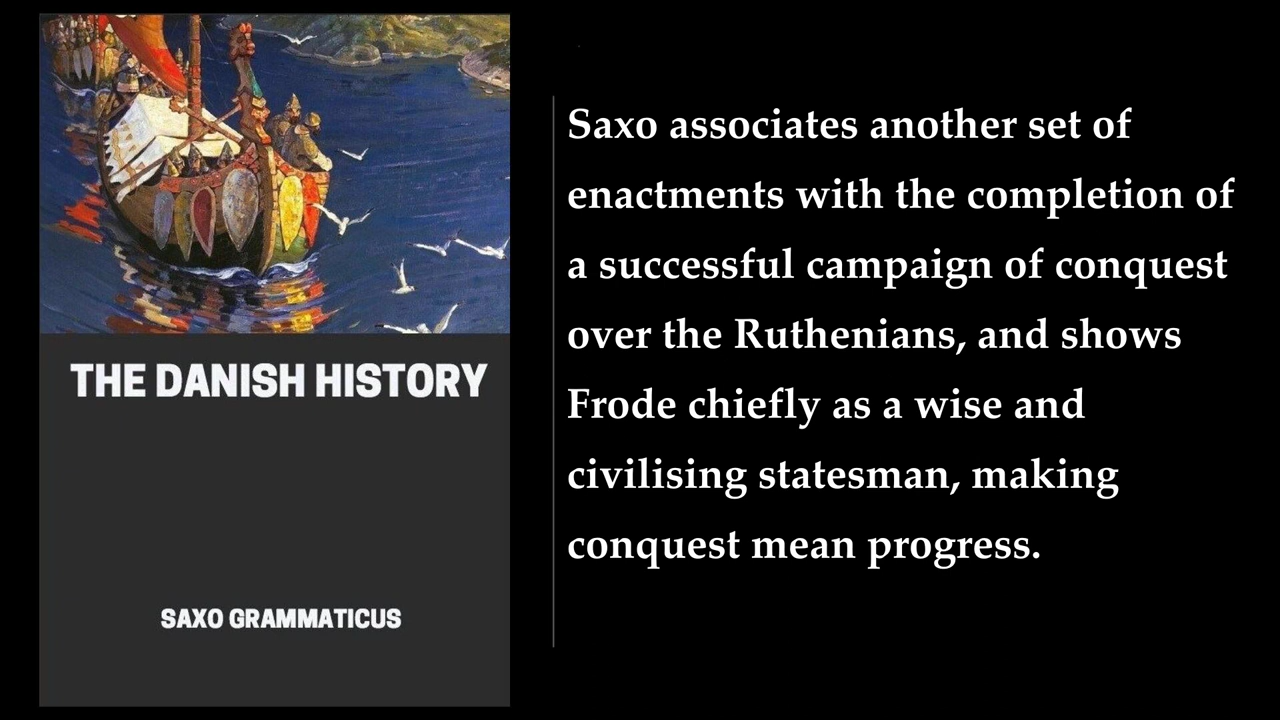 THE DANISH HISTORY
SAXO GRAMMATICUS
Saxo associates another set of
enactments with the completion of
a successful campaign of conquest
over the Ruthenians, and shows
Frode chiefly as a wise and
civilising statesman, making
conquest mean progress.